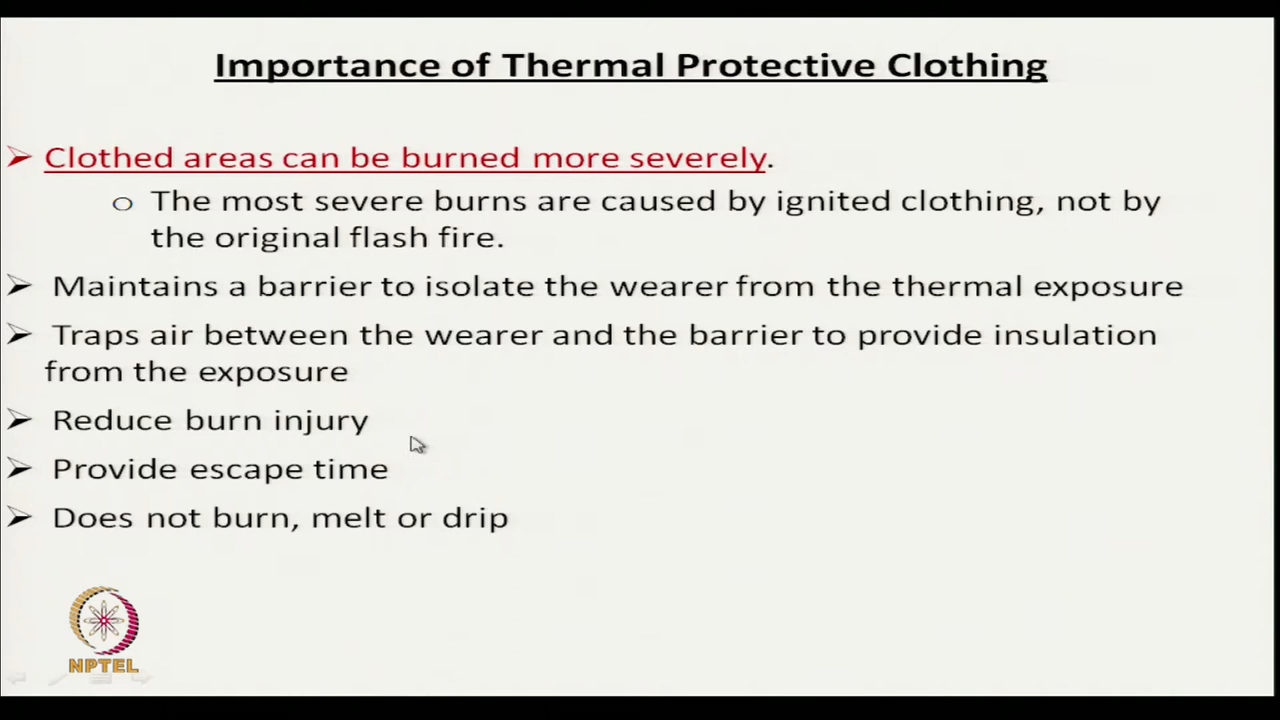 Importance of Thermal Protective Clothing
➢ Clothed areas can be burned more severely.
o The most severe burns are caused by ignited clothing, not by
the original flash fire.
➢ Maintains a barrier to isolate the wearer from the thermal exposure
➢ Traps air between the wearer and the barrier to provide insulation
from the exposure
➢ Reduce burn injury
➢ Provide escape time
➢ Does not burn, melt or drip
NPTEL